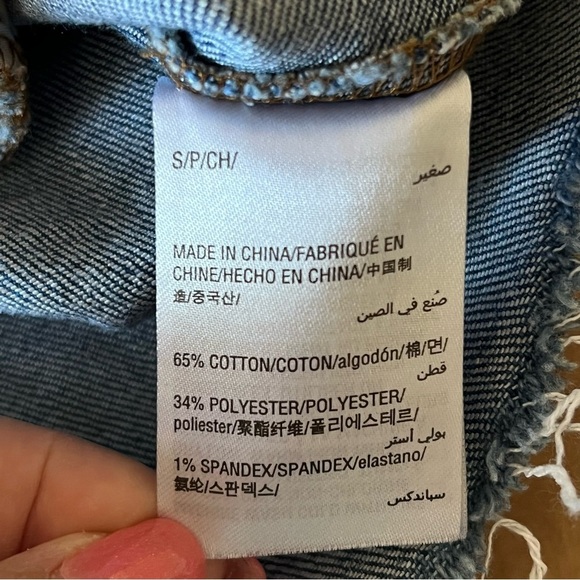 S/P/CH/
صغير
MADE IN CHINA/FABRIQUÉ EN
CHINE/HECHO EN CHINA/中国制
造/중국산/
صُنع في الصين
65% COTTON/COTON/algodón/棉/면/
قطن
34% POLYESTER/POLYESTER/
poliester/聚酯纤维/폴리에스테르/
بولي استر
1% SPANDEX/SPANDEX/elastano/
氨纶/스판덱스/
سباندكس